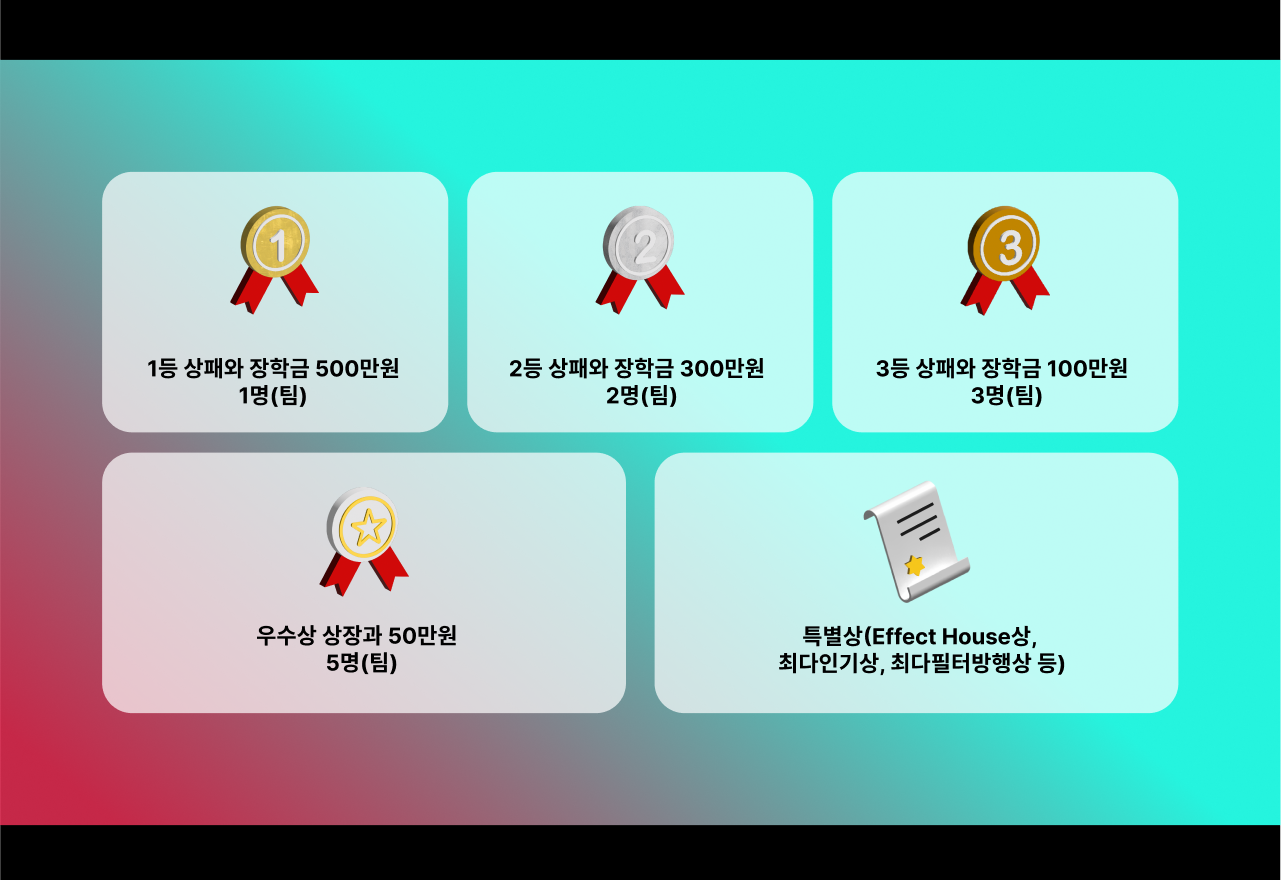 1
2
3
1등 상패와 장학금 500만원
1명(팀)
2등 상패와 장학금 300만원
2명(팀)
3등 상패와 장학금 100만원
3명(팀)
우수상 상장과 50만원
5명(팀)
특별상(Effect House상,
최다인기상, 최다필터방행상 등)